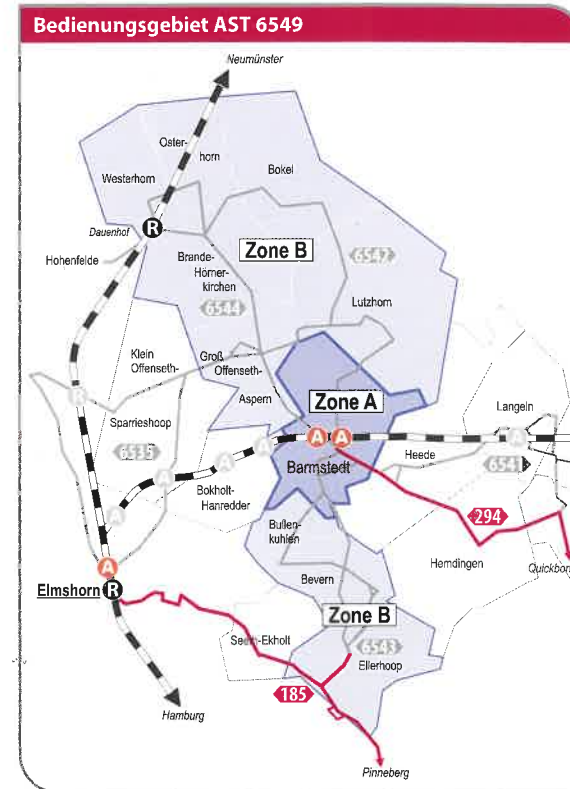 Bedienungsgebiet AST 6549
Neumünster
Oster-
horn
Westerhorn
Bokel
Dauenhof
R
Hohenfelde
Zone B
6542
Brande-
Hörner-
kirchen
6544
Lutzhorn
Klein
Offenseth-
Groß
Offenseth-
Aspern
R
Zone A
Langeln
Sparrieshoop
6535
A
A
A
A
A
A
A
Barmstedt
Heede
6541
Bokholt-
Hanredder
294
Bullen-
kuhlen
Hemdingen
Quickborn
A
Elmshorn
R
Bevern
Zone B
Seeth-Ekholt
6543
Ellerhoop
185
Hamburg
Pinneberg